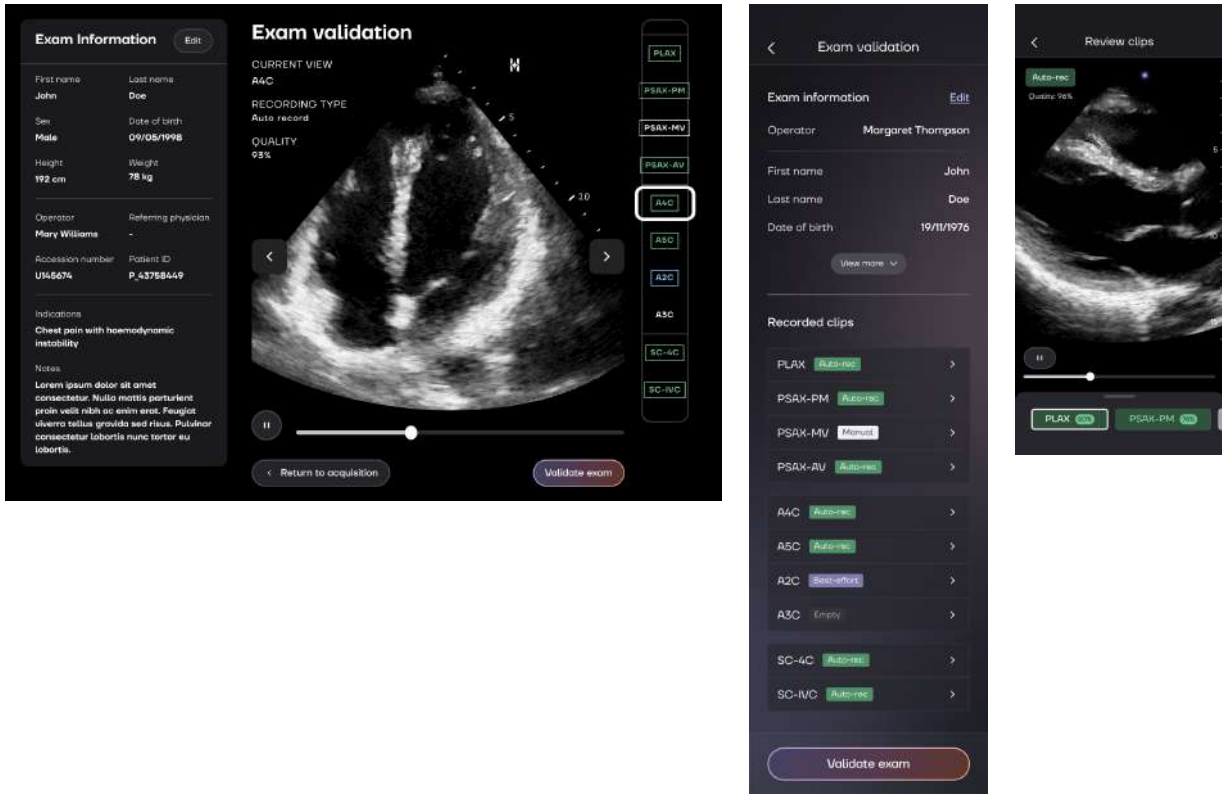 Exam Information
Edit
First name Last name
John Doe
Sex Date of birth
Male 09/05/1998
Height Weight
192 cm 78 kg
Operator Referring physician
Mary Williams -
Accession number Patient ID
U145674 P_43758449
Indications
Chest pain with haemodynamic
instability
Notes
Lorem ipsum dolor sit amet
consectetur. Nulla mattis parturient
proin velit nibh ac enim erat. Feugiat
viverra tellus gravida sed risus. Pulvinar
consectetur lobortis nunc tortor eu
lobortis.
Exam validation
CURRENT VIEW
A4C
RECORDING TYPE
Auto record
QUALITY
93%
5
10
PLAX
PSAX-PM
PSAX-MV
PSAX-AV
A4C
A5C
A2C
A3C
SC-4C
SC-IVC
Return to acquisition
Validate exam
Exam validation
Exam information Edit
Operator Margaret Thompson
First name John
Last name Doe
Date of birth 19/11/1976
View more
Recorded clips
PLAX Auto-rec
PSAX-PM Auto-rec
PSAX-MV Manual
PSAX-AV Auto-rec
A4C Auto-rec
A5C Auto-rec
A2C Best-effort
A3C Empty
SC-4C Auto-rec
SC-IVC Auto-rec
Validate exam
Review clips
Auto-rec
Quality: 96%
5
10
15
PLAX
PSAX-PM